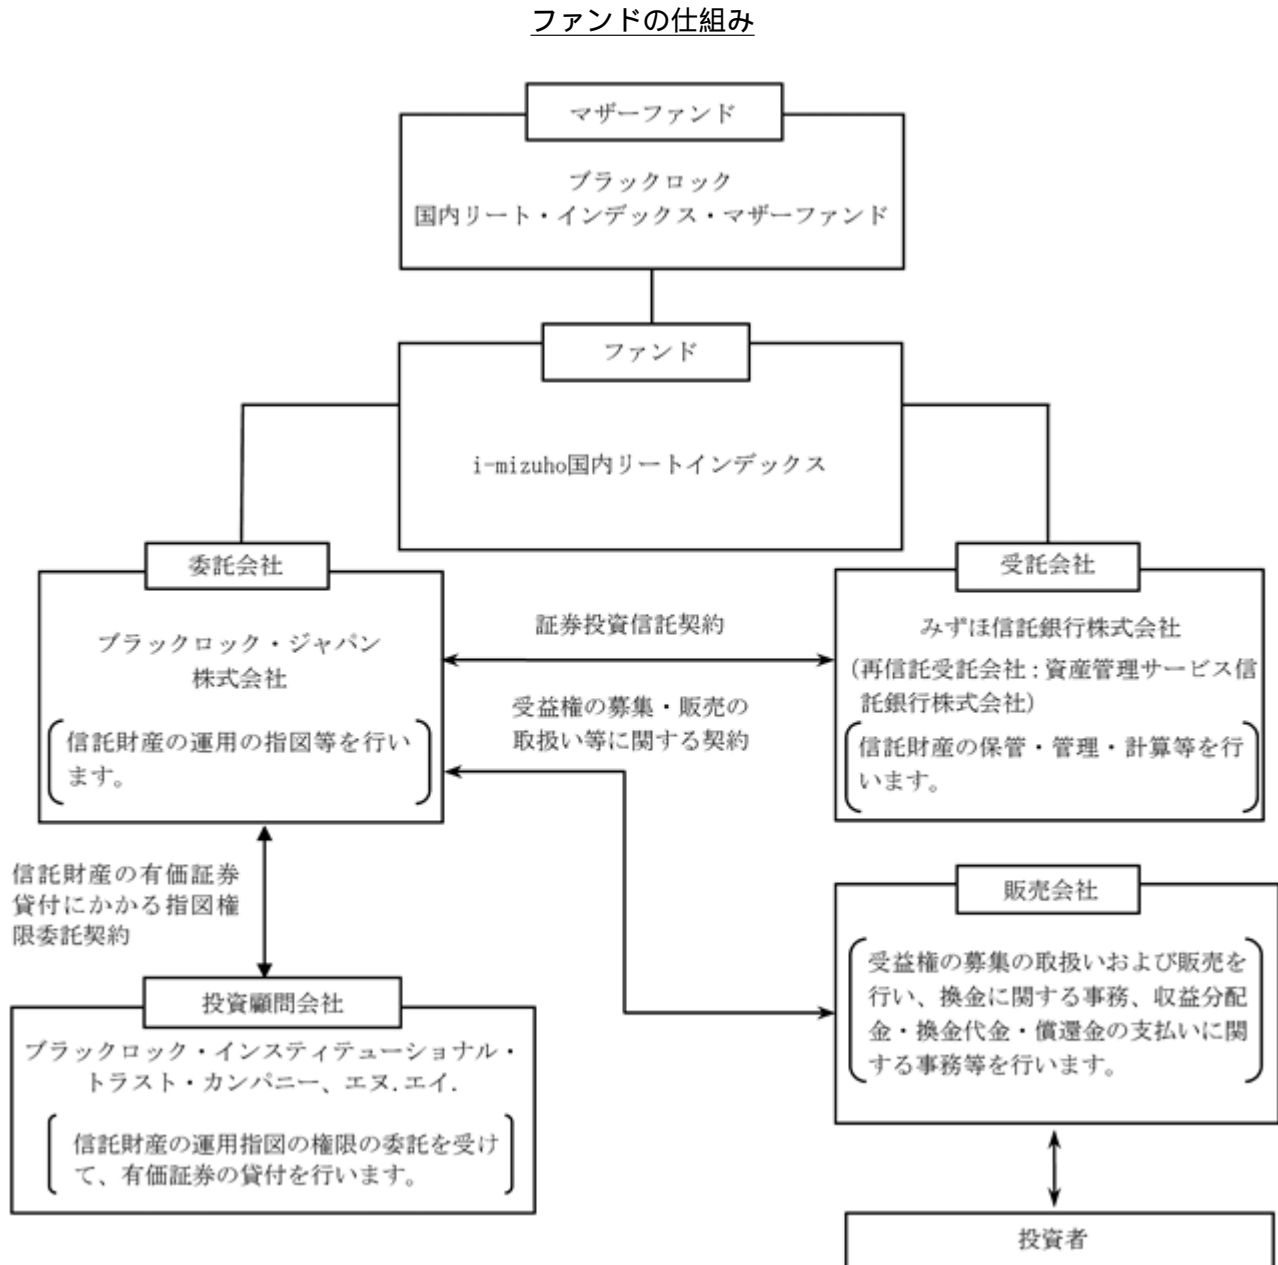 ファンドの仕組み
マザーファンド
ブラックロック
国内リート・インデックス・マザーファンド
ファンド
i-mizuho国内リートインデックス
委託会社
ブラックロック・ジャパン
株式会社
信託財産の運用の指図等を行い
ます。
証券投資信託契約
受益権の募集・販売の
取扱い等に関する契約
受託会社
みずほ信託銀行株式会社
(再信託受託会社:資産管理サービス信
託銀行株式会社)
信託財産の保管・管理・計算等を行
います。
信託財産の有価証券
貸付にかかる指図権
限委託契約
投資顧問会社
ブラックロック・インスティテューショナル・
トラスト・カンパニー、エヌ.エイ.
信託財産の運用指図の権限の委託を受け
て、有価証券の貸付を行います。
販売会社
受益権の募集の取扱いおよび販売を
行い、換金に関する事務、収益分配
金・換金代金・償還金の支払いに関
する事務等を行います。
投資者